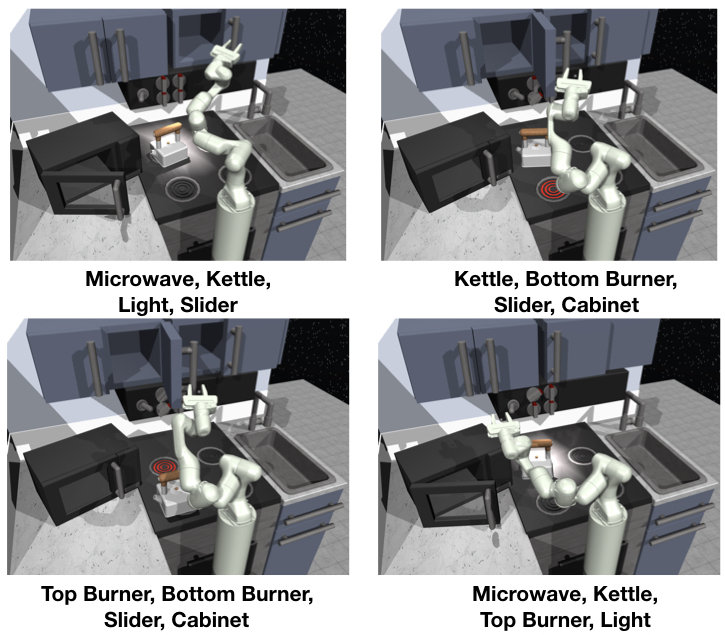 Microwave, Kettle,
Light, Slider
Kettle, Bottom Burner,
Slider, Cabinet
Top Burner, Bottom Burner,
Slider, Cabinet
Microwave, Kettle,
Top Burner, Light